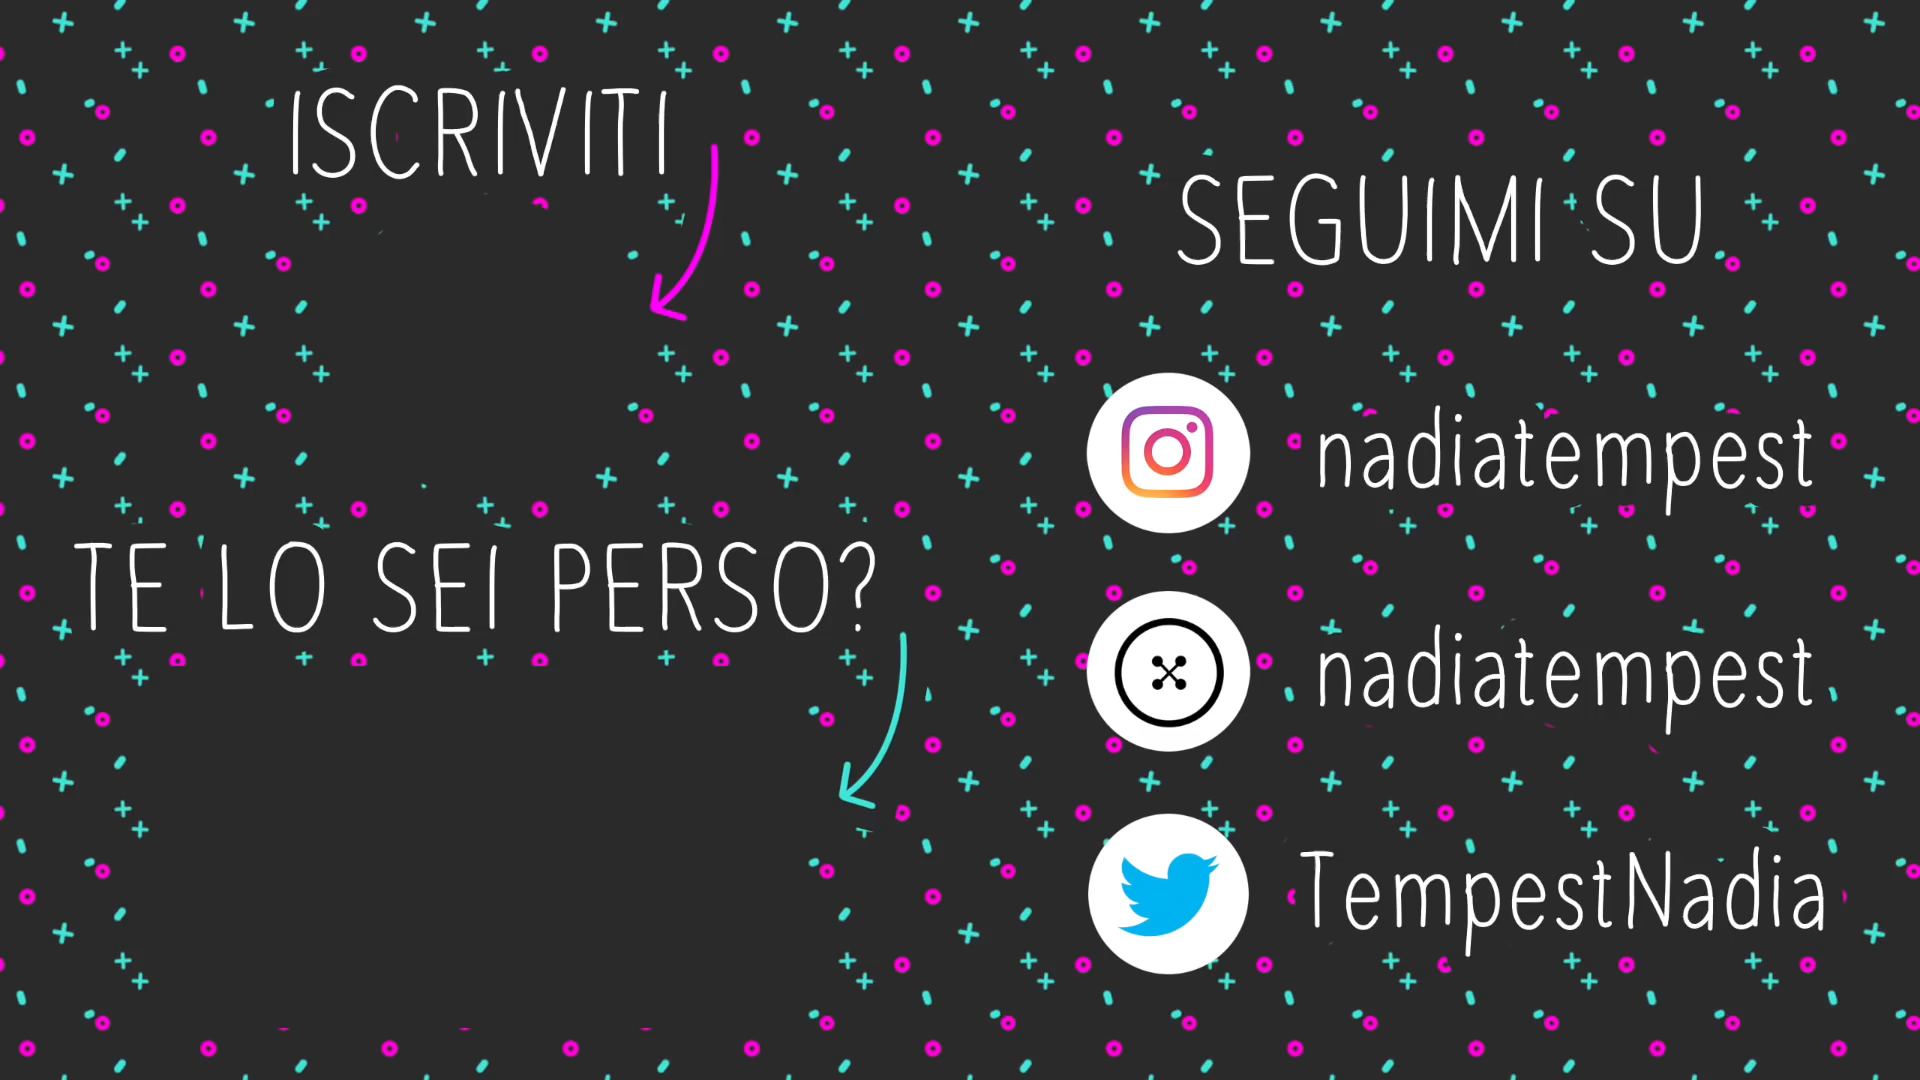 ISCRIVITI
TE LO SEI PERSO?
SEGUIMI SU
nadiatempest
nadiatempest
TempestNadia